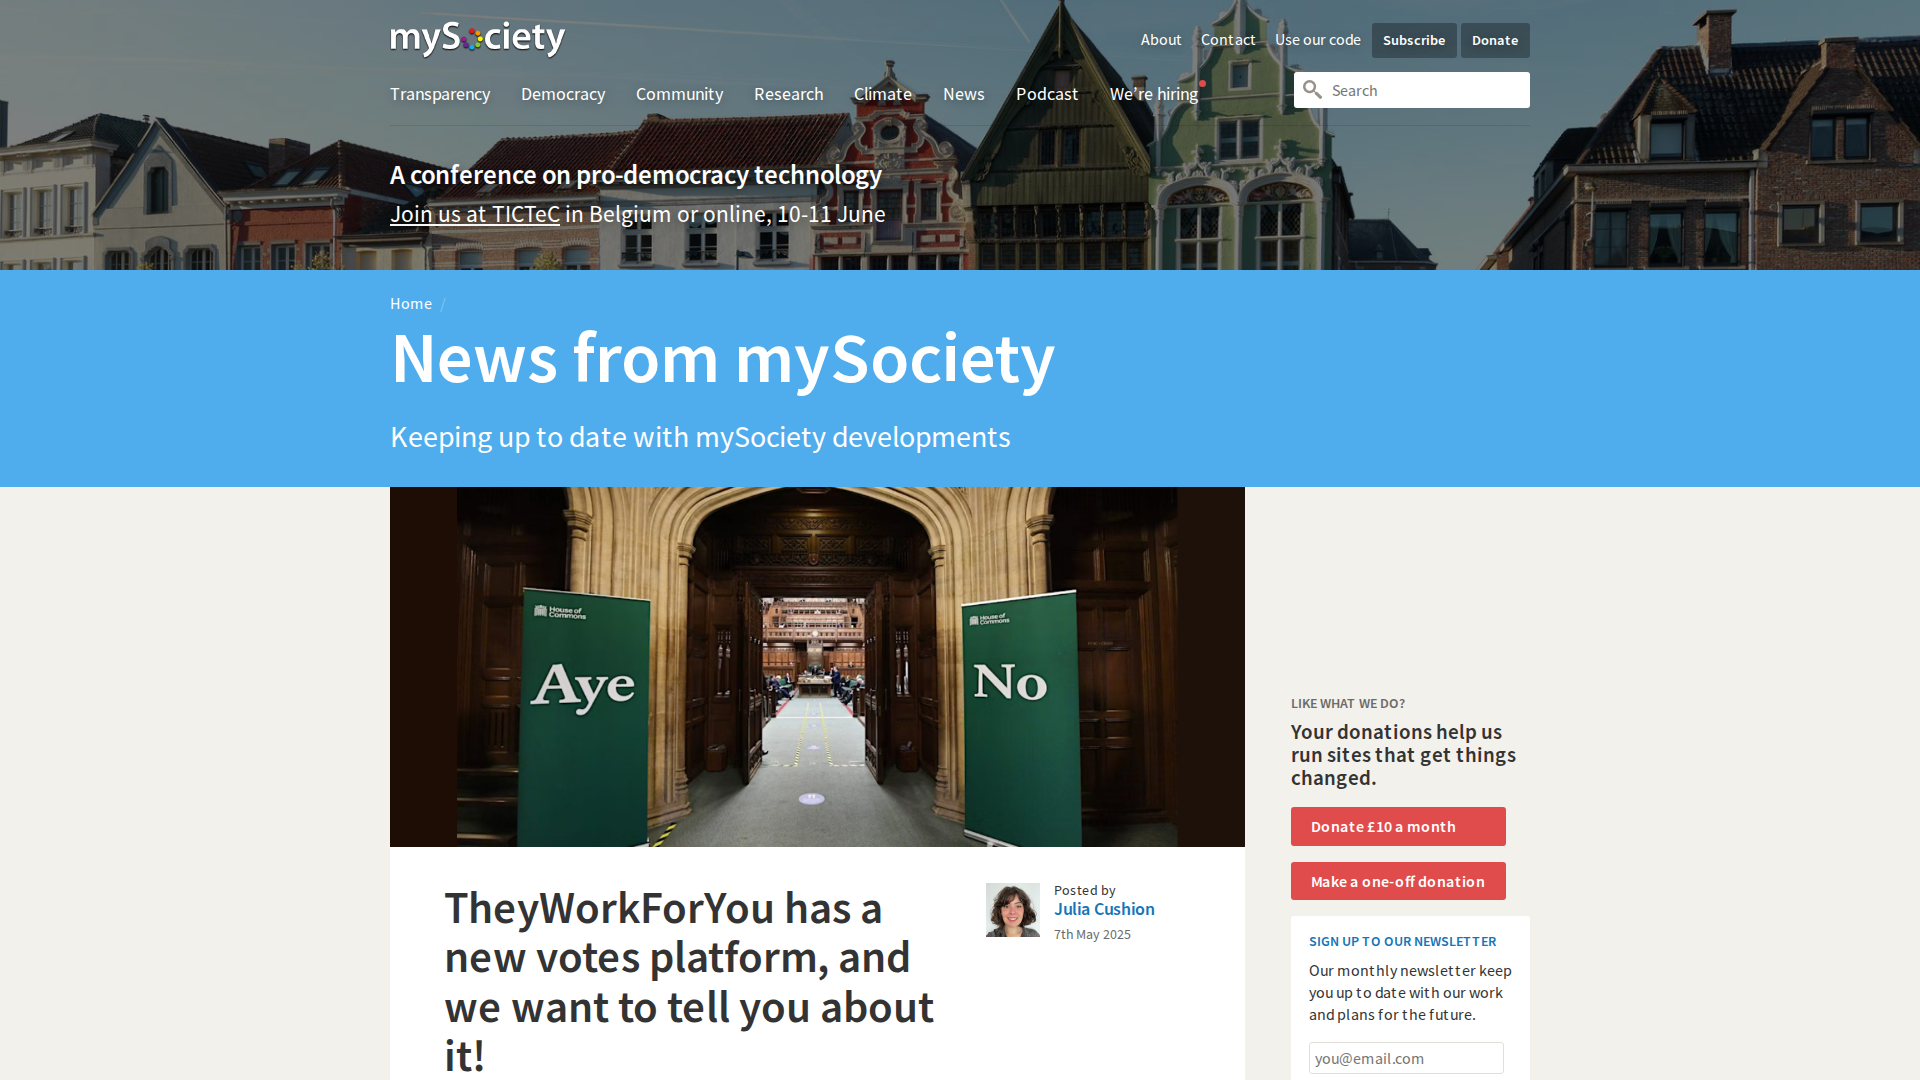 mySociety
About
Contact
Use our code
Subscribe
Donate
Transparency
Democracy
Community
Research
Climate
News
Podcast
We're hiring
Search
A conference on pro-democracy technology
Join us at TICTeC in Belgium or online, 10-11 June
Home /
News from mySociety
Keeping up to date with mySociety developments
House of
Commons
Aye
House of
Commons
No
TheyWorkForYou has a
new votes platform, and
we want to tell you about
it!
Posted by
Julia Cushion
7th May 2025
LIKE WHAT WE DO?
Your donations help us
run sites that get things
changed.
Donate £10 a month
Make a one-off donation
SIGN UP TO OUR NEWSLETTER
Our monthly newsletter keep
you up to date with our work
and plans for the future.
you@email.com